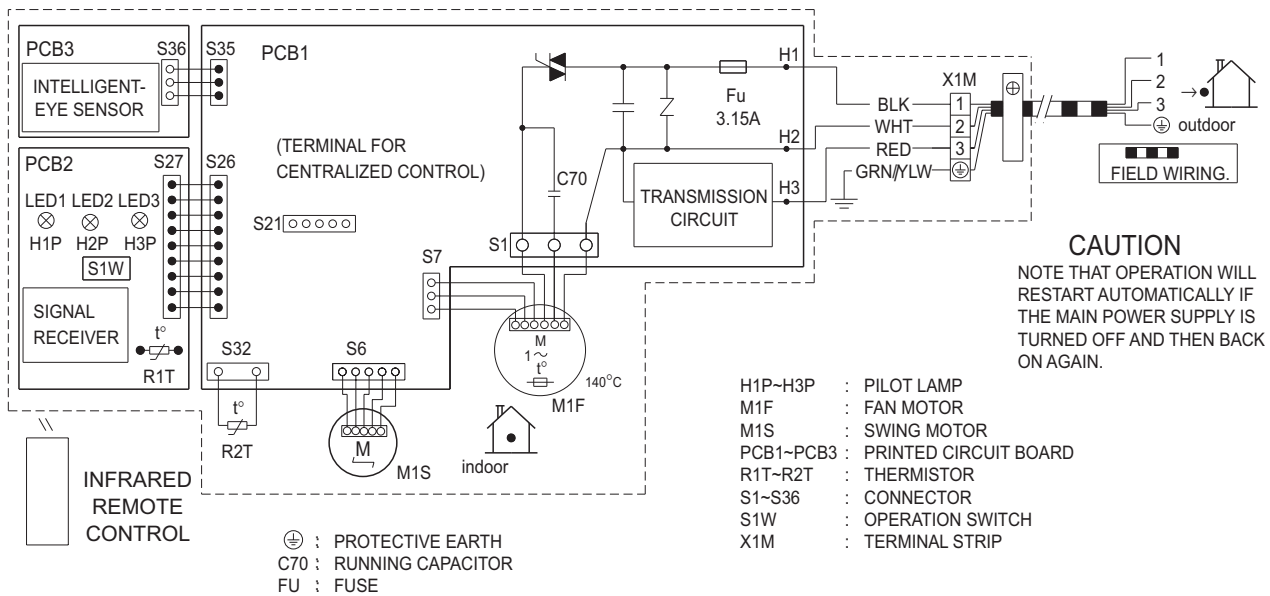 PCB3
S36
S35
PCB1
INTELLIGENT-
EYE SENSOR
(TERMINAL FOR
CENTRALIZED CONTROL)
PCB2
S27
S26
LED1 LED2 LED3
H1P
H2P
H3P
S1W
SIGNAL
RECEIVER
t°
R1T
S21
C70
S1
S7
S32
t°
R2T
S6
M
M1S
M
1~
t°
140°C
M1F
indoor
H1
Fu
3.15A
H2
H3
TRANSMISSION
CIRCUIT
BLK
WHT
RED
GRN/YLW
X1M
1
2
3
1
2
3
outdoor
FIELD WIRING.
CAUTION
NOTE THAT OPERATION WILL
RESTART AUTOMATICALLY IF
THE MAIN POWER SUPPLY IS
TURNED OFF AND THEN BACK
ON AGAIN.
INFRARED
REMOTE
CONTROL
: PROTECTIVE EARTH
C70 : RUNNING CAPACITOR
FU : FUSE
H1P~H3P : PILOT LAMP
M1F : FAN MOTOR
M1S : SWING MOTOR
PCB1~PCB3 : PRINTED CIRCUIT BOARD
R1T~R2T : THERMISTOR
S1~S36 : CONNECTOR
S1W : OPERATION SWITCH
X1M : TERMINAL STRIP